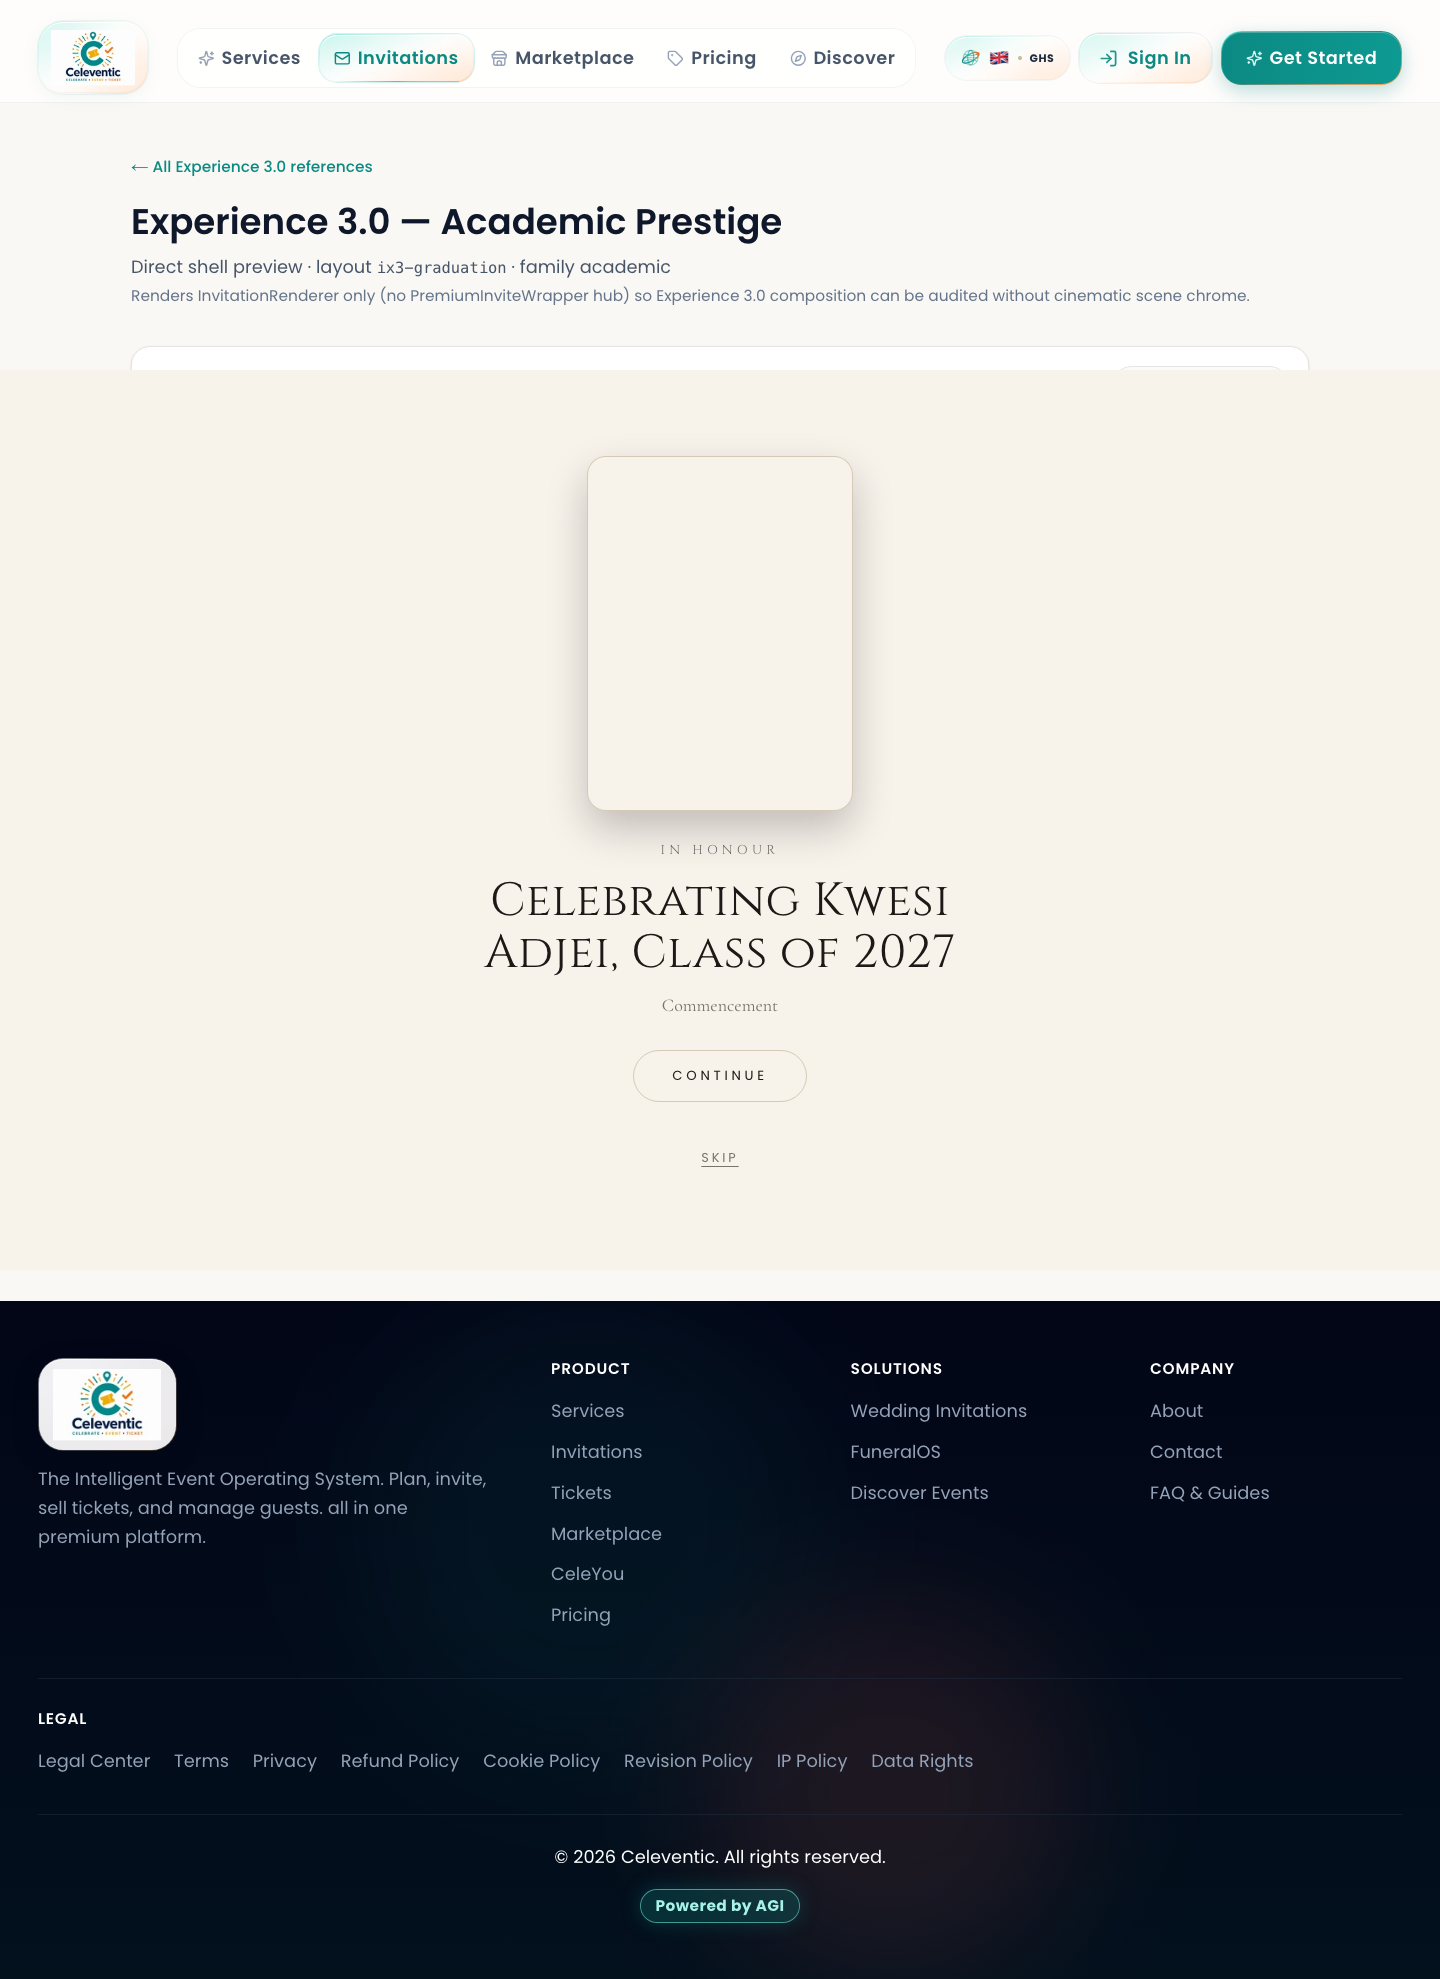 Celeventic
CELEBRATE • EVENT • TICKET
Services
Invitations
Marketplace
Pricing
Discover
GHS
Sign In
Get Started
← All Experience 3.0 references
Experience 3.0 — Academic Prestige
Direct shell preview · layout ix3-graduation · family academic
Renders InvitationRenderer only (no PremiumInviteWrapper hub) so Experience 3.0 composition can be audited without cinematic scene chrome.
IN HONOUR
Celebrating Kwesi
Adjei, Class of 2027
Commencement
CONTINUE
SKIP
Celeventic
CELEBRATE • EVENT • TICKET
The Intelligent Event Operating System. Plan, invite,
sell tickets, and manage guests. all in one
premium platform.
PRODUCT
Services
Invitations
Tickets
Marketplace
CeleYou
Pricing
SOLUTIONS
Wedding Invitations
FuneralOS
Discover Events
COMPANY
About
Contact
FAQ & Guides
LEGAL
Legal Center Terms Privacy Refund Policy Cookie Policy Revision Policy IP Policy Data Rights
© 2026 Celeventic. All rights reserved.
Powered by AGI